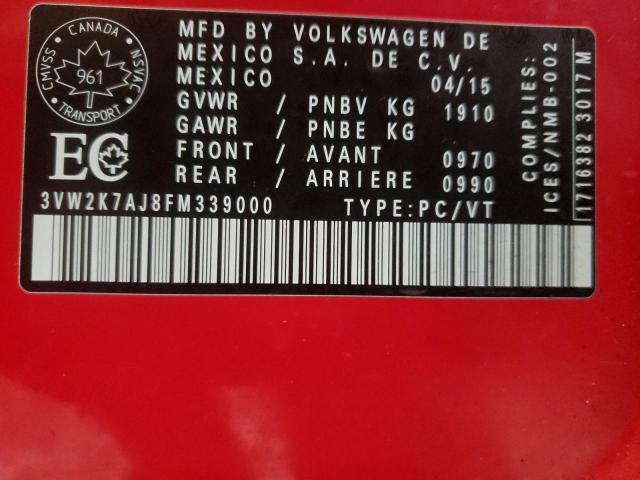 CANADA
CMVSS
NSVAC
961
TRANSPORT
EC
MFD BY VOLKSWAGEN DE
MEXICO S.A. DE C.V.
MEXICO 04/15
GVWR / PNBV KG 1910
GAWR / PNBE KG
FRONT / AVANT 0970
REAR / ARRIERE 0990
3VW2K7AJ8FM339000 TYPE:PC/VT
COMPLIES:
ICES/NMB-002
1716382 3017 M